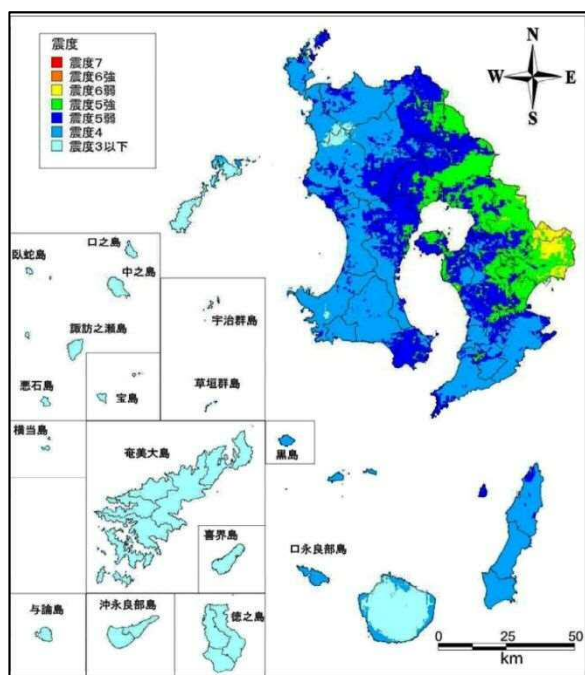 震度
震度7
震度6強
震度6弱
震度5強
震度5弱
震度4
震度3以下
N
W
E
S
口之島
臥蛇島
中之島
宇治群島
諏訪之瀬島
悪石島
宝島
草垣群島
横当島
奄美大島
黒島
喜界島
口永良部島
与論島
沖永良部島
徳之島
0
25
50
km